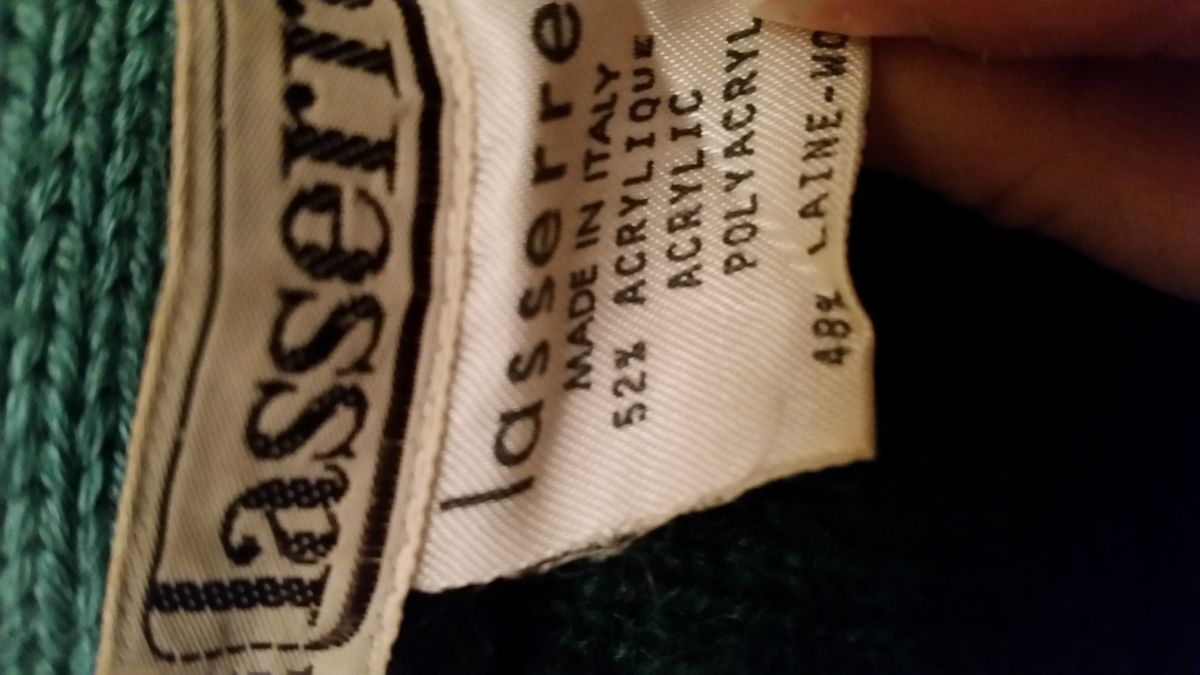 lasserre
lasserre
MADE IN ITALY
52% ACRYLIQUE
ACRYLIC
POLYACRYL
48% LAINE-WO